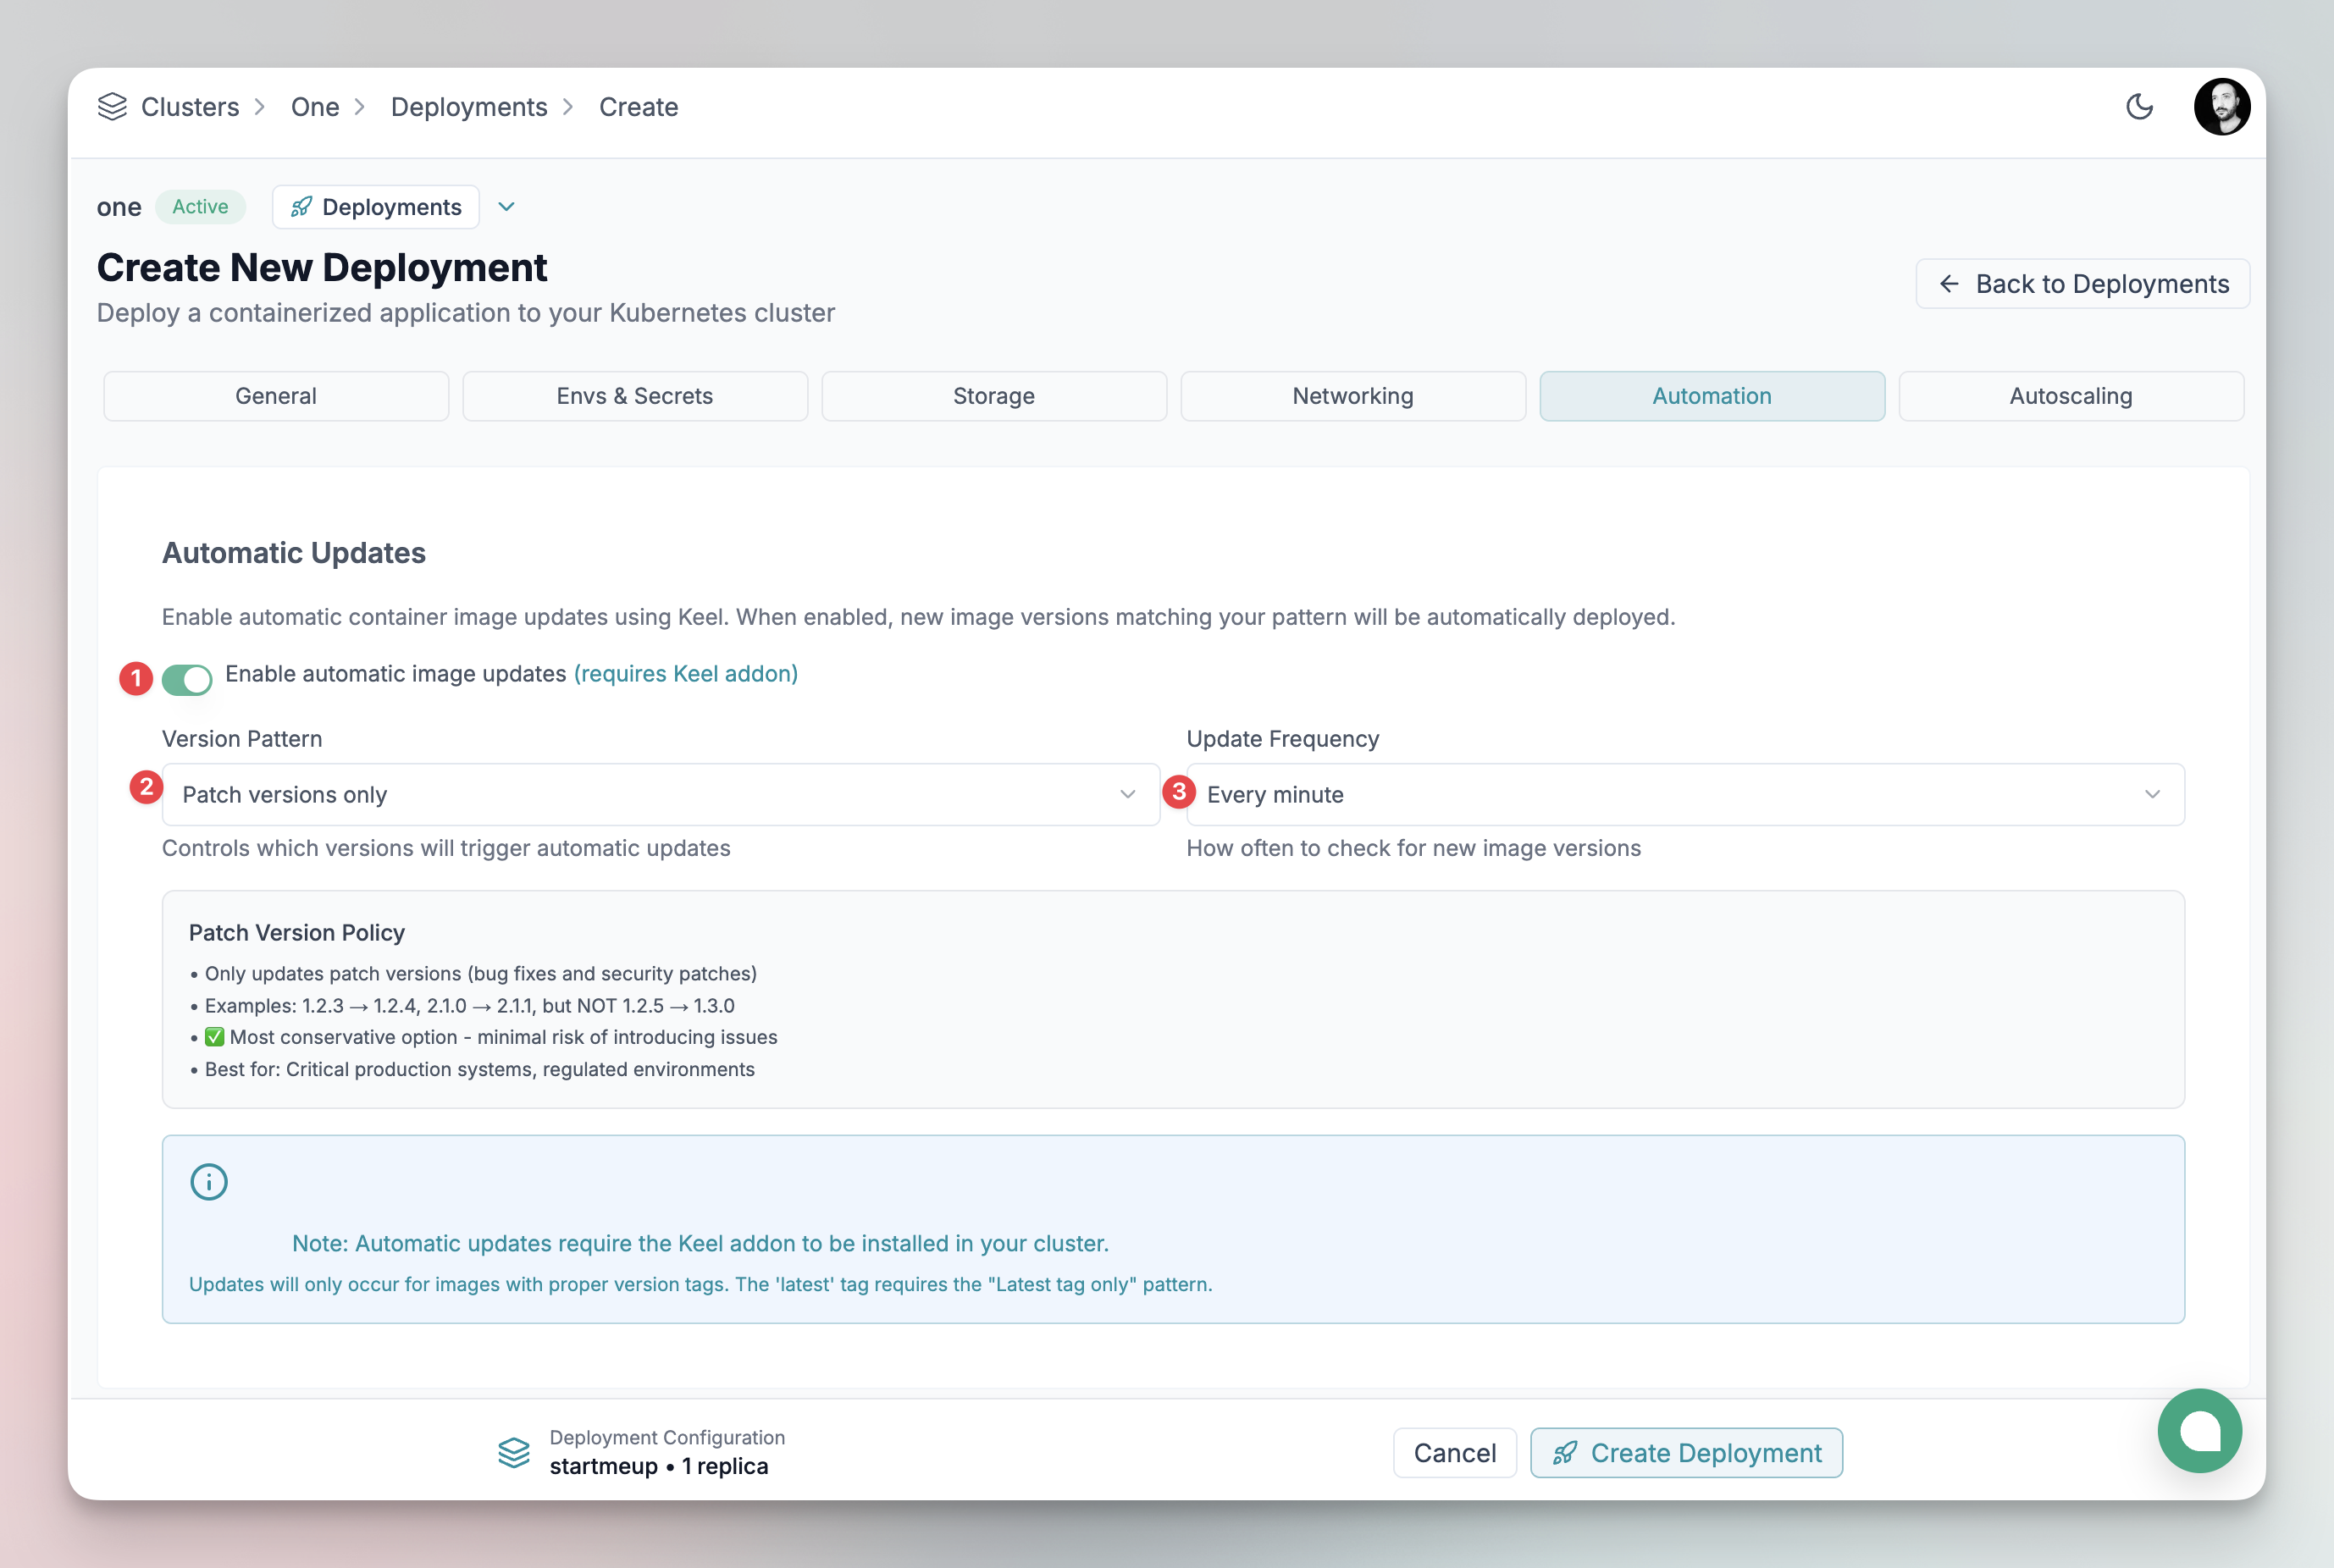 Clusters > One > Deployments > Create
one Active Deployments
Create New Deployment
Deploy a containerized application to your Kubernetes cluster
Back to Deployments
General Envs & Secrets Storage Networking Automation Autoscaling
Automatic Updates
Enable automatic container image updates using Keel. When enabled, new image versions matching your pattern will be automatically deployed.
1 Enable automatic image updates (requires Keel addon)
Version Pattern
2 Patch versions only
Controls which versions will trigger automatic updates
Update Frequency
3 Every minute
How often to check for new image versions
Patch Version Policy
• Only updates patch versions (bug fixes and security patches)
• Examples: 1.2.3 → 1.2.4, 2.1.0 → 2.1.1, but NOT 1.2.5 → 1.3.0
• ✅ Most conservative option - minimal risk of introducing issues
• Best for: Critical production systems, regulated environments
Note: Automatic updates require the Keel addon to be installed in your cluster.
Updates will only occur for images with proper version tags. The 'latest' tag requires the "Latest tag only" pattern.
Deployment Configuration
startmeup • 1 replica
Cancel
Create Deployment